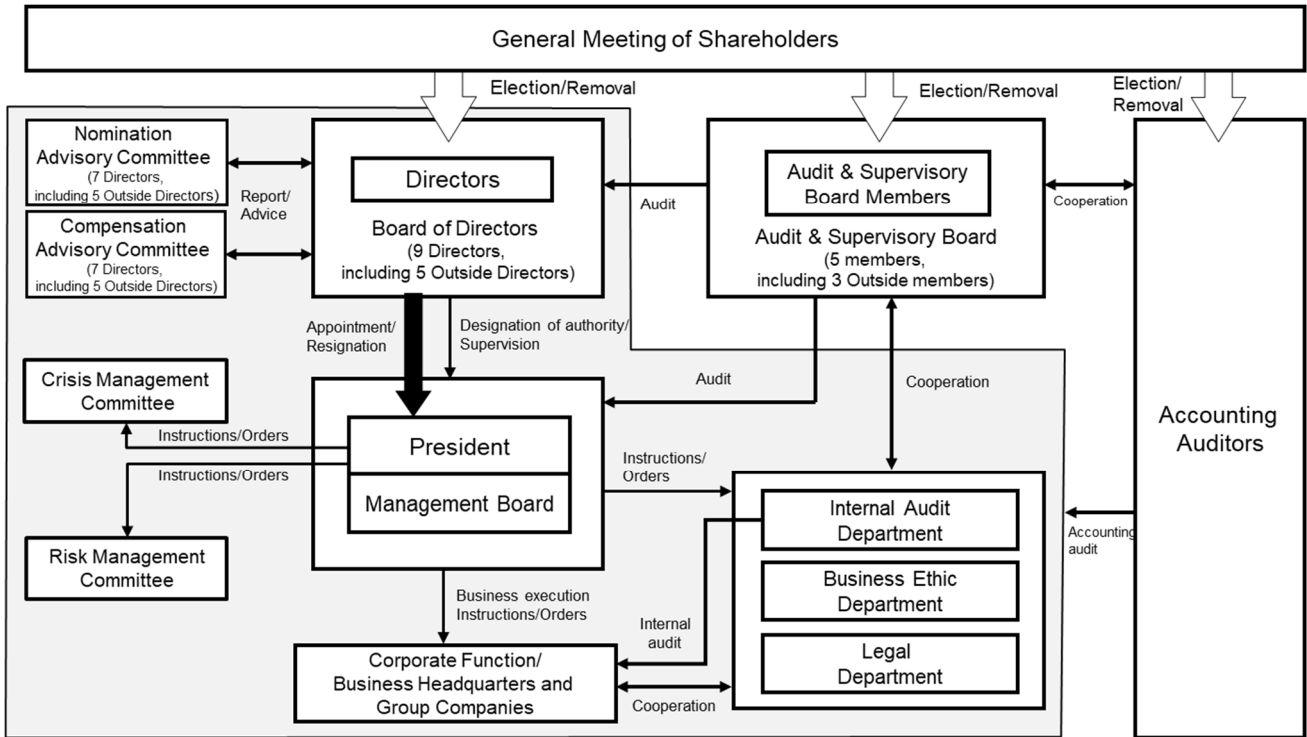 General Meeting of Shareholders
Election/Removal
Election/Removal
Election/
Removal
Nomination
Advisory Committee
(7 Directors,
including 5 Outside Directors)
Report/
Advice
Compensation
Advisory Committee
(7 Directors,
including 5 Outside Directors)
Directors
Board of Directors
(9 Directors,
including 5 Outside Directors)
Audit
Audit & Supervisory
Board Members
Audit & Supervisory Board
(5 members,
including 3 Outside members)
Cooperation
Appointment/
Resignation
Designation of authority/
Supervision
Audit
Cooperation
Crisis Management
Committee
Instructions/Orders
Instructions/Orders
Risk Management
Committee
President
Management Board
Instructions/
Orders
Internal Audit
Department
Business Ethic
Department
Legal
Department
Accounting
Auditors
Accounting
audit
Business execution
Instructions/Orders
Internal
audit
Corporate Function/
Business Headquarters and
Group Companies
Cooperation